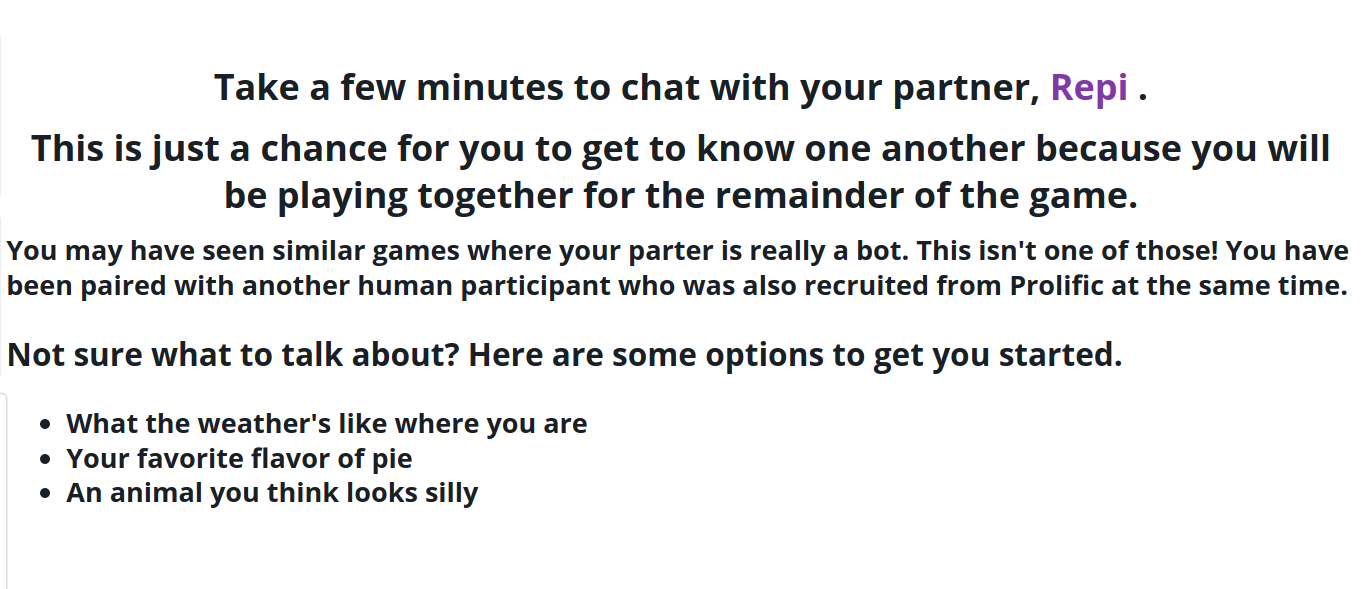 Take a few minutes to chat with your partner, Repi .
This is just a chance for you to get to know one another because you will
be playing together for the remainder of the game.
You may have seen similar games where your parter is really a bot. This isn't one of those! You have
been paired with another human participant who was also recruited from Prolific at the same time.
Not sure what to talk about? Here are some options to get you started.
• What the weather's like where you are
• Your favorite flavor of pie
• An animal you think looks silly